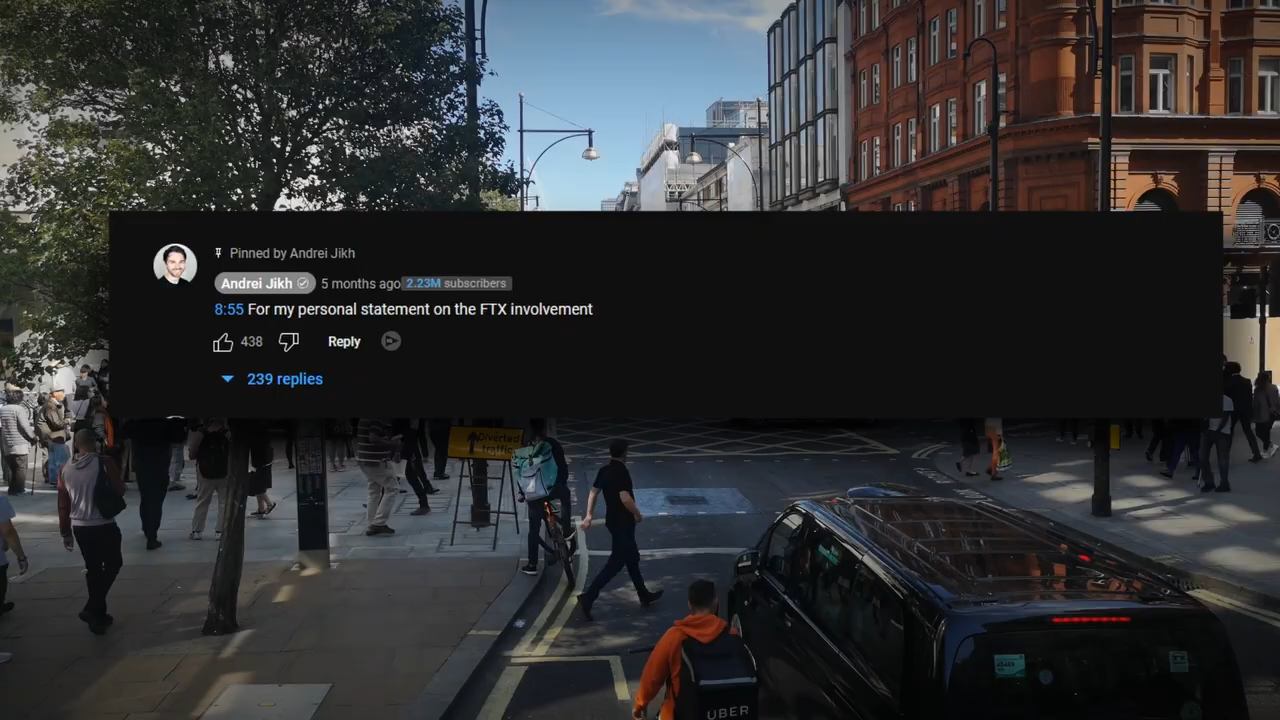 Pinned by Andrei Jikh
Andrei Jikh 5 months ago 2.23M subscribers
8:55 For my personal statement on the FTX involvement
438 Reply
239 replies
Diverted
traffic
UBER